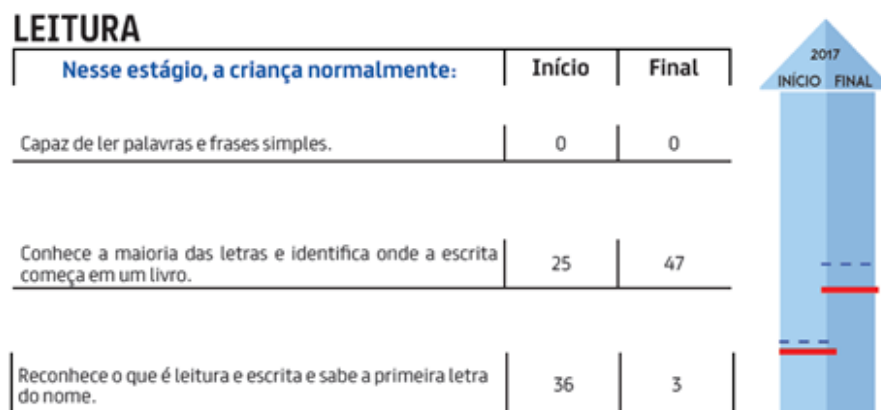 LEITURA
Nesse estágio, a criança normalmente: Início Final
2017
INÍCIO FINAL
Capaz de ler palavras e frases simples. 0 0
Conhece a maioria das letras e identifica onde a escrita
começa em um livro. 25 47
Reconhece o que é leitura e escrita e sabe a primeira letra
do nome. 36 3